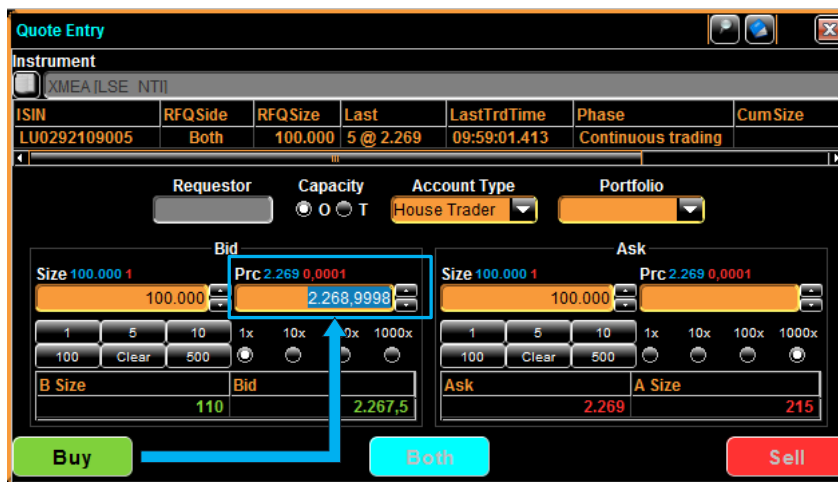 Quote Entry
Instrument
XMEA [LSE NTI]
ISIN RFQSide RFQSize Last LastTrdTime Phase CumSize
LU0292109005 Both 100.000 5 @ 2.269 09:59:01.413 Continuous trading
Requestor Capacity Account Type Portfolio
O T House Trader
Bid Ask
Size 100.000 1 Prc 2.269 0,0001 Size 100.000 1 Prc 2.269 0,0001
100.000 2.268,9998 100.000
1 5 10 1x 10x 1000x 1 5 10 1x 10x 100x 1000x
100 Clear 500 100 Clear 500
B Size Bid Ask A Size
110 2.267,5 2.269 215
Buy Both Sell